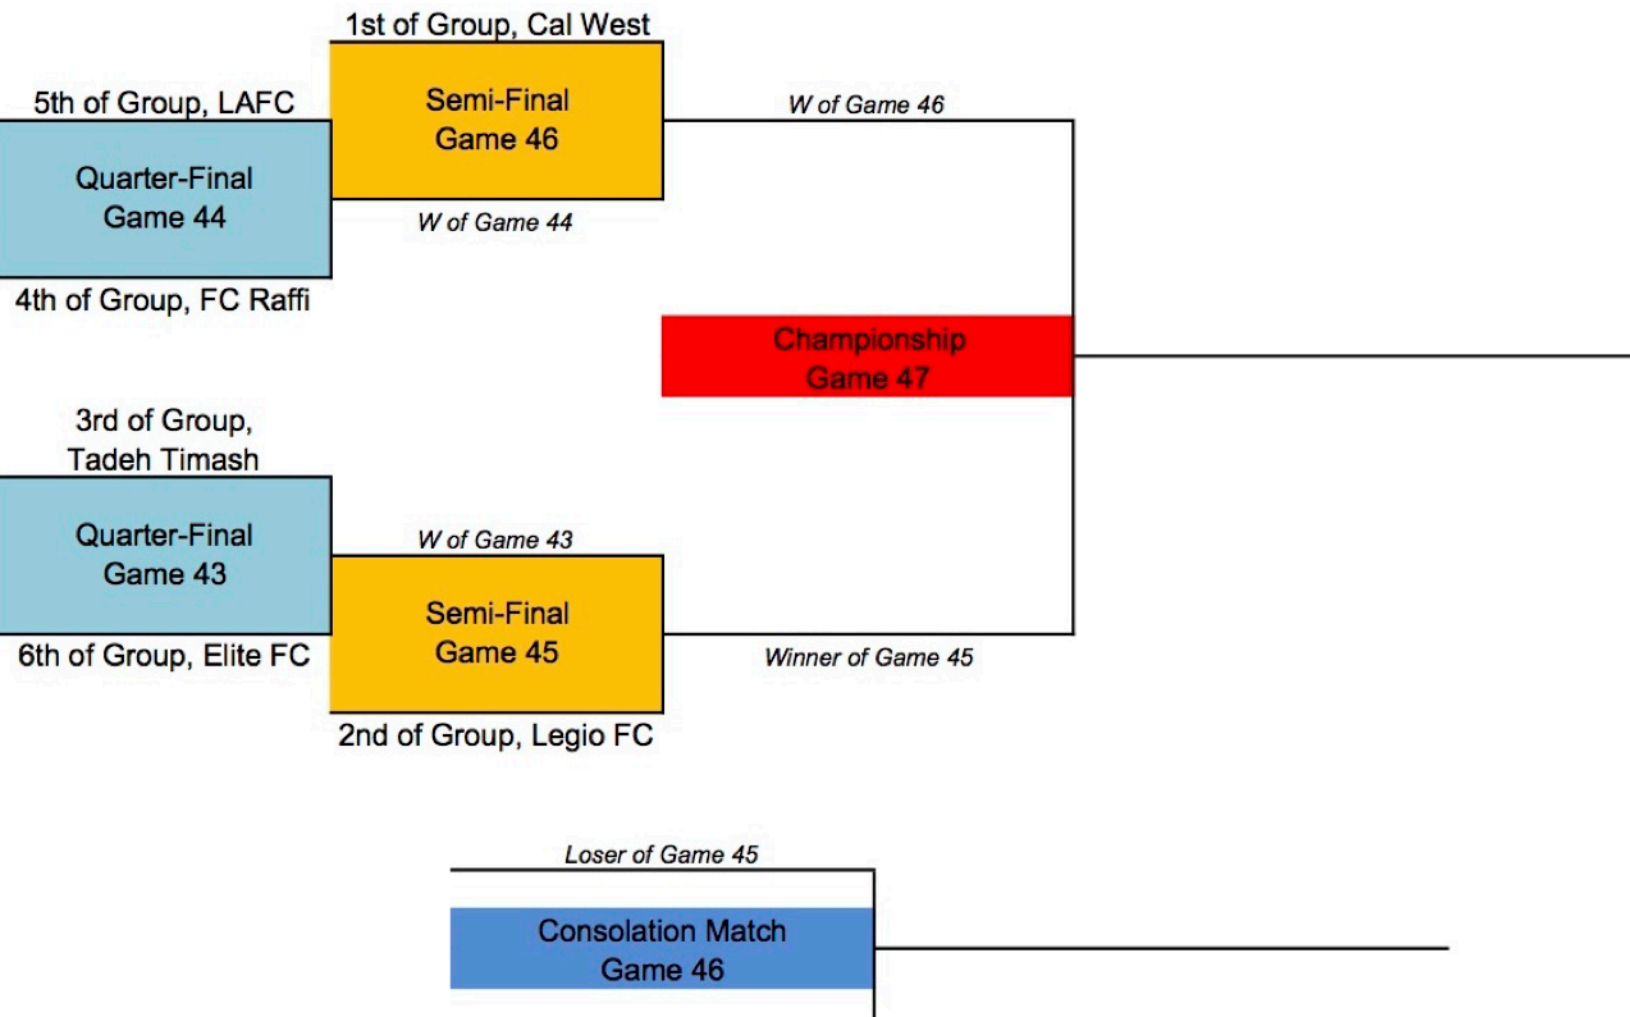 1st of Group, Cal West
5th of Group, LAFC
Semi-Final
Game 46
W of Game 46
Quarter-Final
Game 44
W of Game 44
4th of Group, FC Raffi
Championship
Game 47
3rd of Group,
Tadeh Timash
Quarter-Final
Game 43
W of Game 43
Semi-Final
Game 45
6th of Group, Elite FC
Winner of Game 45
2nd of Group, Legio FC
Loser of Game 45
Consolation Match
Game 46